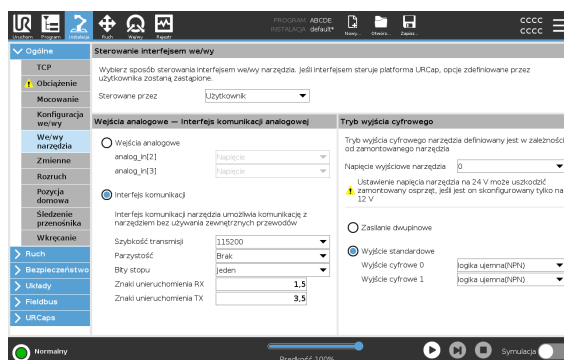 PROGRAM ABCDE
INSTALACJA default*
CCCC
CCCC
Uruchom Program Instalacja Ruch Wejśw Rejestr Nowy... Otwórz... Zapisz...
Ogólne
TCP
Obciążenie
Mocowanie
Konfiguracja
we/wy
We/wy
narzędzia
Zmienne
Rozruch
Pozycja
domowa
Śledzenie
przenośnika
Wkręcanie
Ruch
Bezpieczeństwo
Układy
Fieldbus
URCaps
Sterowanie interfejsem we/wy
Wybierz sposób sterowania interfejsem we/wy narzędzia. Jeśli interfejsem steruje platforma URCap, opcje zdefiniowane przez
użytkownika zostaną zastąpione.
Sterowane przez Użytkownik
Wejścia analogowe — Interfejs komunikacji analogowej
Wejścia analogowe
analog_in[2] Napięcie
analog_in[3] Napięcie
Interfejs komunikacji
Interfejs komunikacji narzędzia umożliwia komunikację z
narzędziem bez używania zewnętrznych przewodów
Szybkość transmisji 115200
Parzystość Brak
Bity stopu Jeden
Znaki unieruchomienia RX 1,5
Znaki unieruchomienia TX 3,5
Tryb wyjścia cyfrowego
Tryb wyjścia cyfrowego narzędzia definiowany jest w zależności
od zamontowanego narzędzia
Napięcie wyjściowe narzędzia 0
Ustawienie napięcia narzędzia na 24 V może uszkodzić
zamontowany osprzęt, jeśli jest on skonfigurowany tylko na
12 V
Zasilanie dwupinowe
Wyjście standardowe
Wyjście cyfrowe 0 logika ujemna(NPN)
Wyjście cyfrowe 1 logika ujemna(NPN)
Normalny
Prędkość 100%
Symulacja